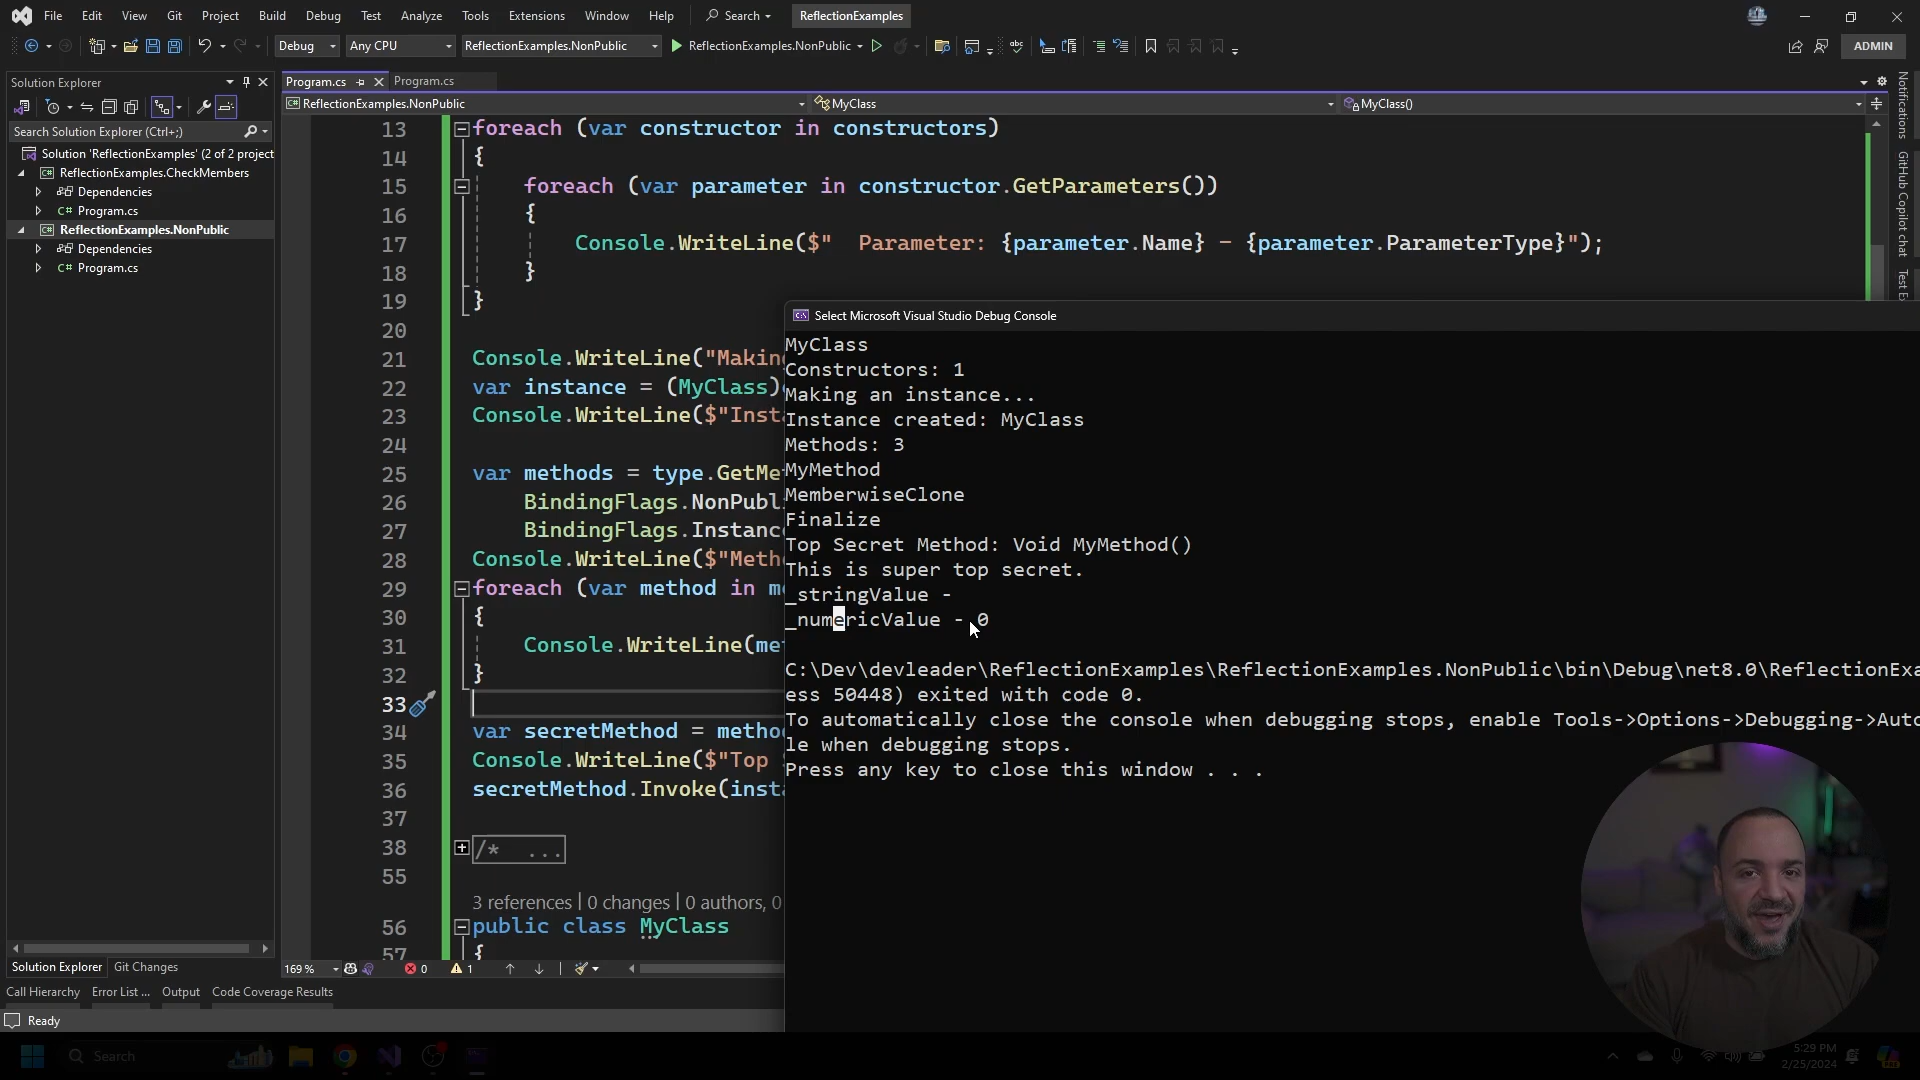 File Edit View Git Project Build Debug Test Analyze Tools Extensions Window Help Search ReflectionExamples
Debug Any CPU ReflectionExamples.NonPublic ReflectionExamples.NonPublic ADMIN
Solution Explorer
Search Solution Explorer (Ctrl+;)
Solution 'ReflectionExamples' (2 of 2 project
ReflectionExamples.CheckMembers
Dependencies
C# Program.cs
ReflectionExamples.NonPublic
Dependencies
C# Program.cs
Solution Explorer Git Changes
Program.cs Program.cs
ReflectionExamples.NonPublic MyClass MyClass()
13 foreach (var constructor in constructors)
14 {
15 foreach (var parameter in constructor.GetParameters())
16 {
17 Console.WriteLine($"  Parameter: {parameter.Name} - {parameter.ParameterType}");
18 }
19 }
20
21 Console.WriteLine("Makin
22 var instance = (MyClass)
23 Console.WriteLine($"Inst
24
25 var methods = type.GetMe
26 BindingFlags.NonPubl
27 BindingFlags.Instanc
28 Console.WriteLine($"Meth
29 foreach (var method in m
30 {
31 Console.WriteLine(me
32 }
33
34 var secretMethod = metho
35 Console.WriteLine($"Top
36 secretMethod.Invoke(inst
37
38 /* ...
55
3 references | 0 changes | 0 authors, 0
56 public class MyClass
57 {
169 % 0 1
Select Microsoft Visual Studio Debug Console
MyClass
Constructors: 1
Making an instance...
Instance created: MyClass
Methods: 3
MyMethod
MemberwiseClone
Finalize
Top Secret Method: Void MyMethod()
This is super top secret.
_stringValue -
_numericValue - 0
C:\Dev\devleader\ReflectionExamples\ReflectionExamples.NonPublic\bin\Debug\net8.0\ReflectionExa
ess 50448) exited with code 0.
To automatically close the console when debugging stops, enable Tools->Options->Debugging->Auto
le when debugging stops.
Press any key to close this window . . .
Notifications
GitHub Copilot chat
Test E
Call Hierarchy Error List ... Output Code Coverage Results
Ready
Search
5:29 PM
2/25/2024